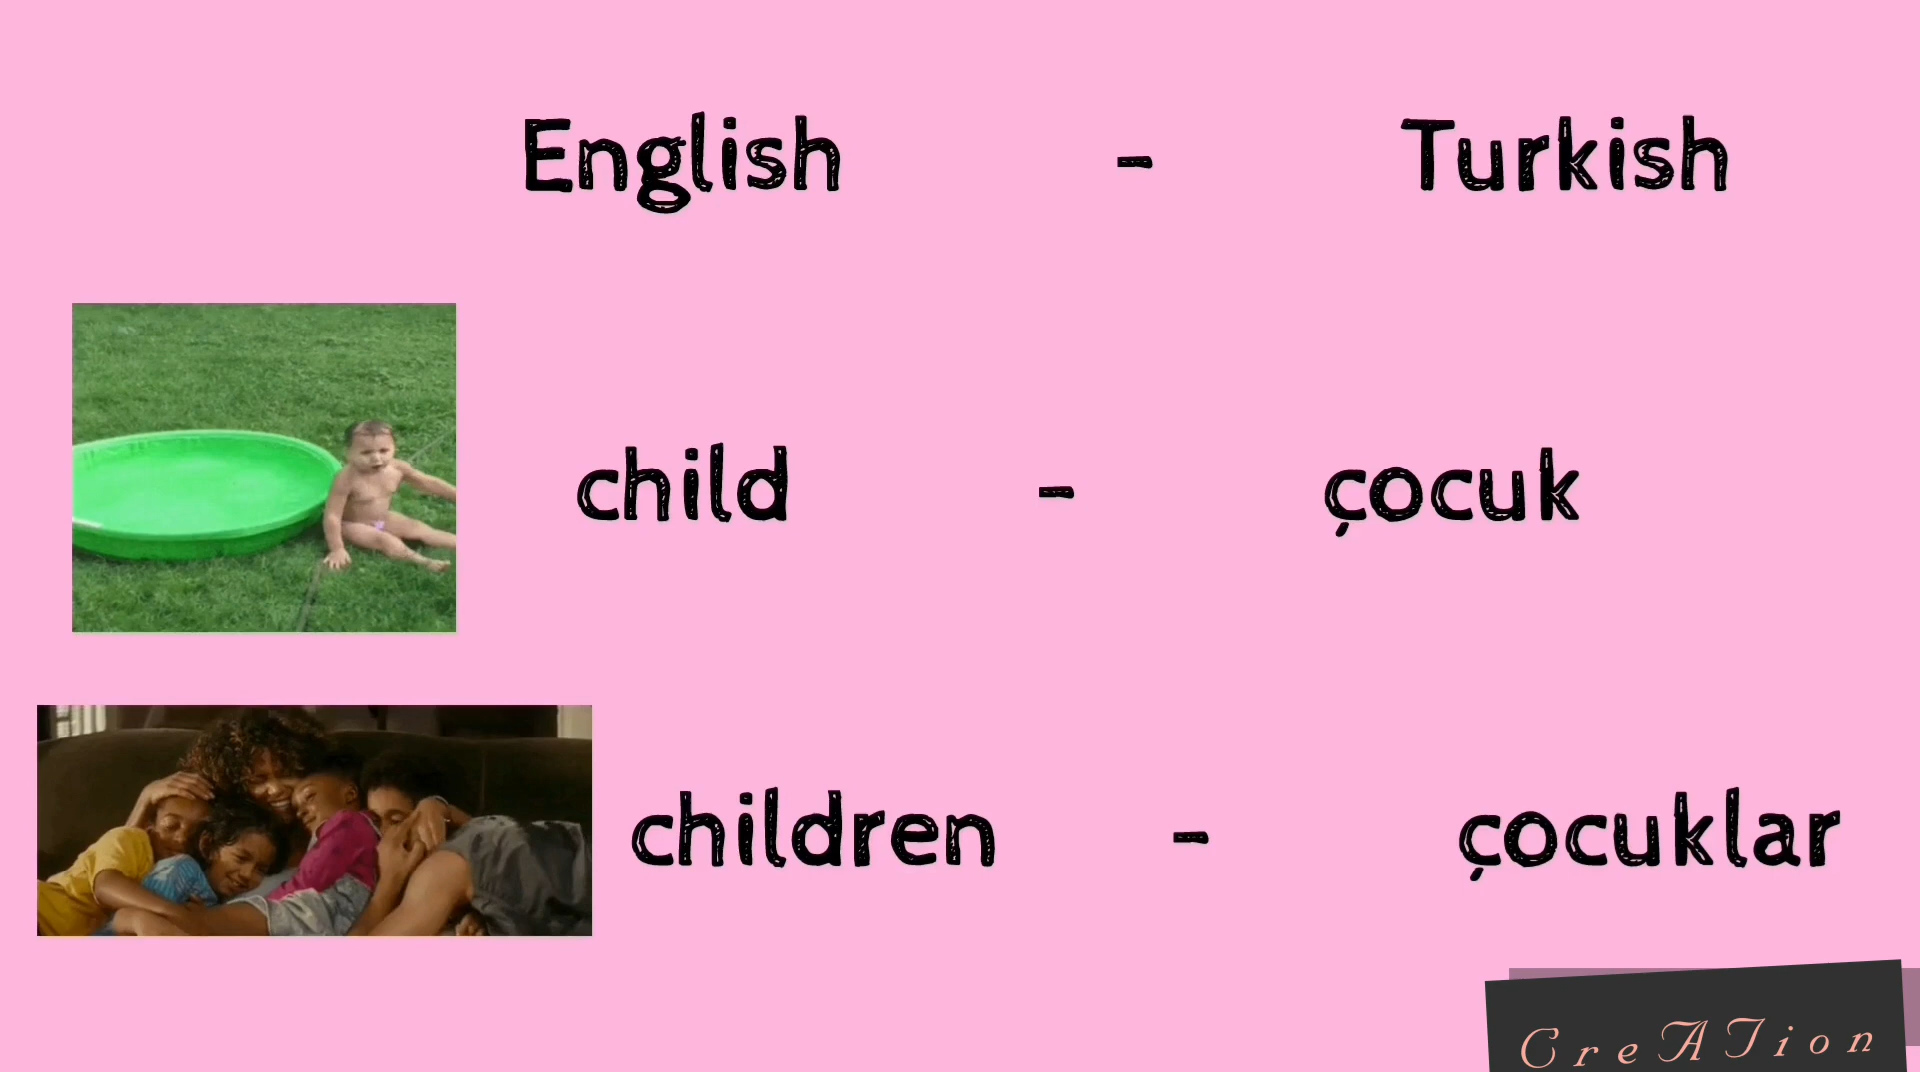 English - Turkish
child - çocuk
children - çocuklar
CreATion